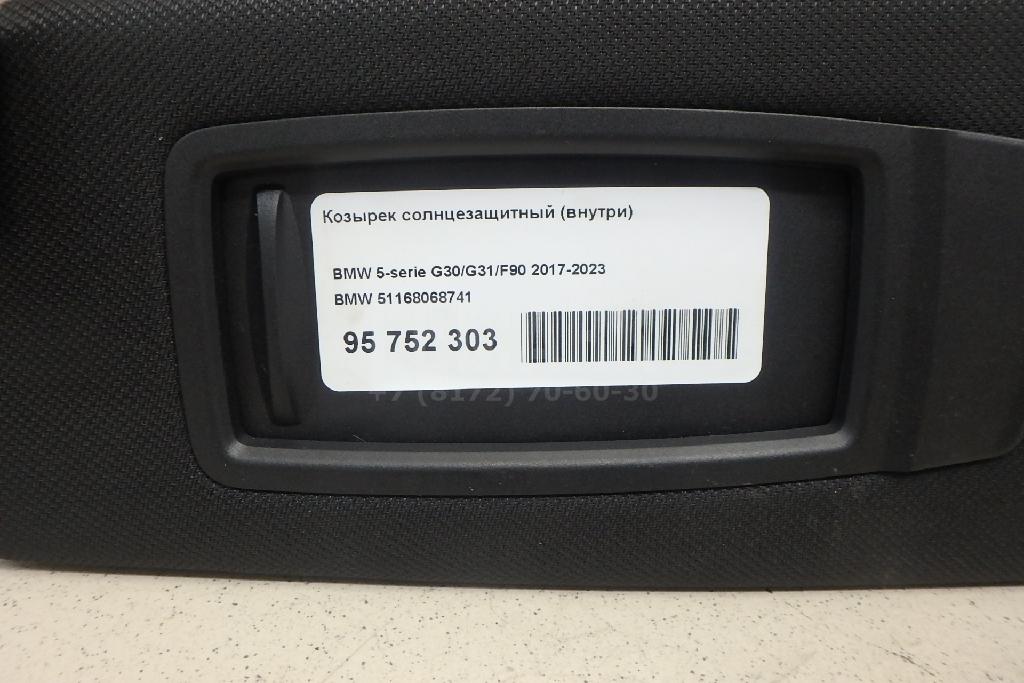 Козырек солнцезащитный (внутри)
BMW 5-serie G30/G31/F90 2017-2023
BMW 51168068741
95 752 303
+7 (8172) 70-60-30